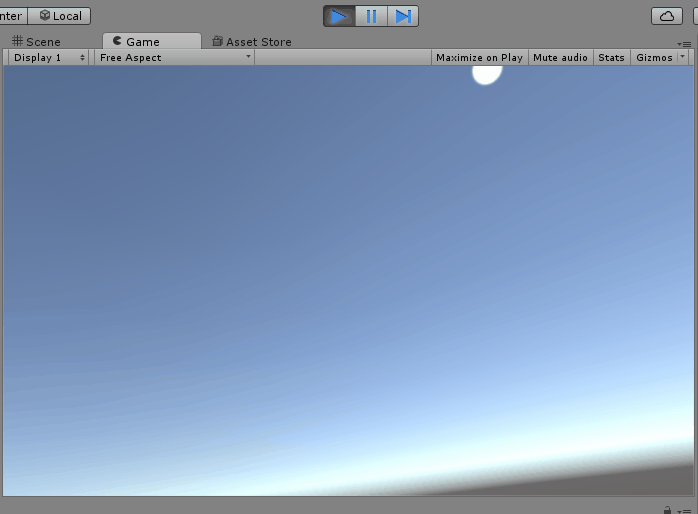 nter Local
Scene Game Asset Store
Display 1 Free Aspect Maximize on Play Mute audio Stats Gizmos